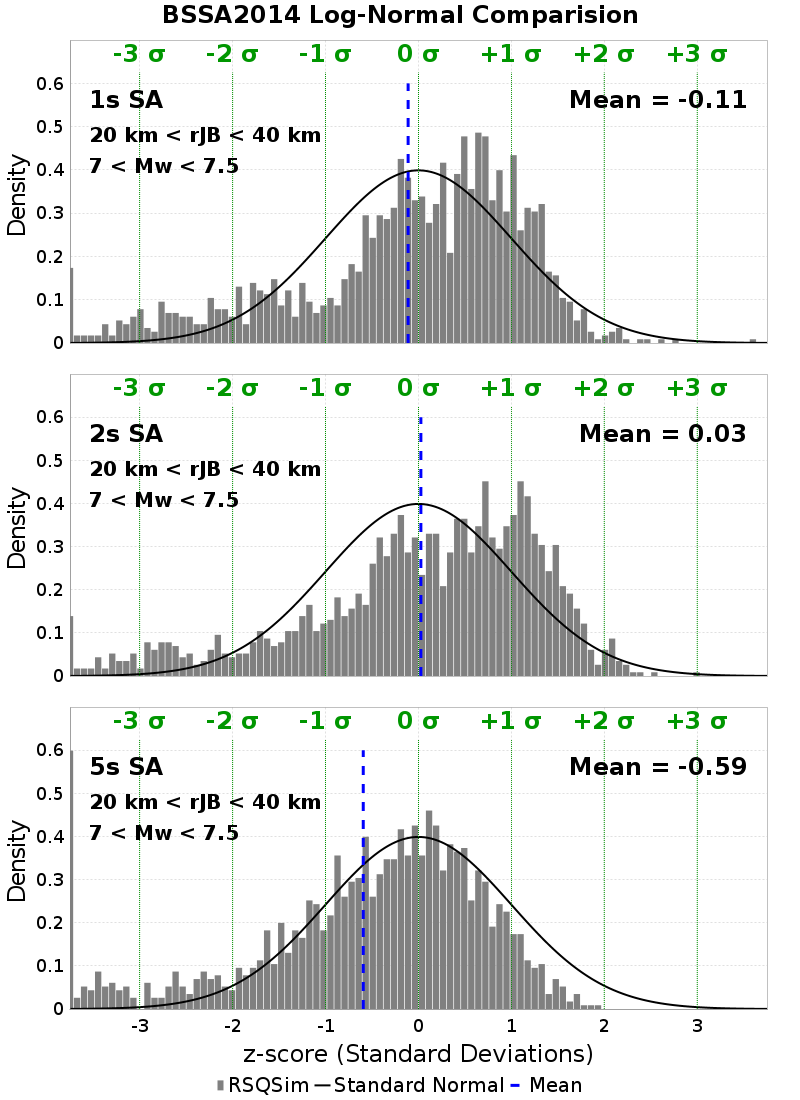 BSSA2014 Log-Normal Comparision
-3 σ -2 σ -1 σ 0 σ +1 σ +2 σ +3 σ
0.6
1s SA Mean = -0.11
0.5
20 km < rJB < 40 km
7 < Mw < 7.5
0.4
Density
0.3
0.2
0.1
0
-3 σ -2 σ -1 σ 0 σ +1 σ +2 σ +3 σ
0.6
2s SA Mean = 0.03
0.5
20 km < rJB < 40 km
7 < Mw < 7.5
0.4
Density
0.3
0.2
0.1
0
-3 σ -2 σ -1 σ 0 σ +1 σ +2 σ +3 σ
0.6
5s SA Mean = -0.59
0.5
20 km < rJB < 40 km
7 < Mw < 7.5
0.4
Density
0.3
0.2
0.1
0
-3 -2 -1 0 1 2 3
z-score (Standard Deviations)
RSQSim Standard Normal Mean